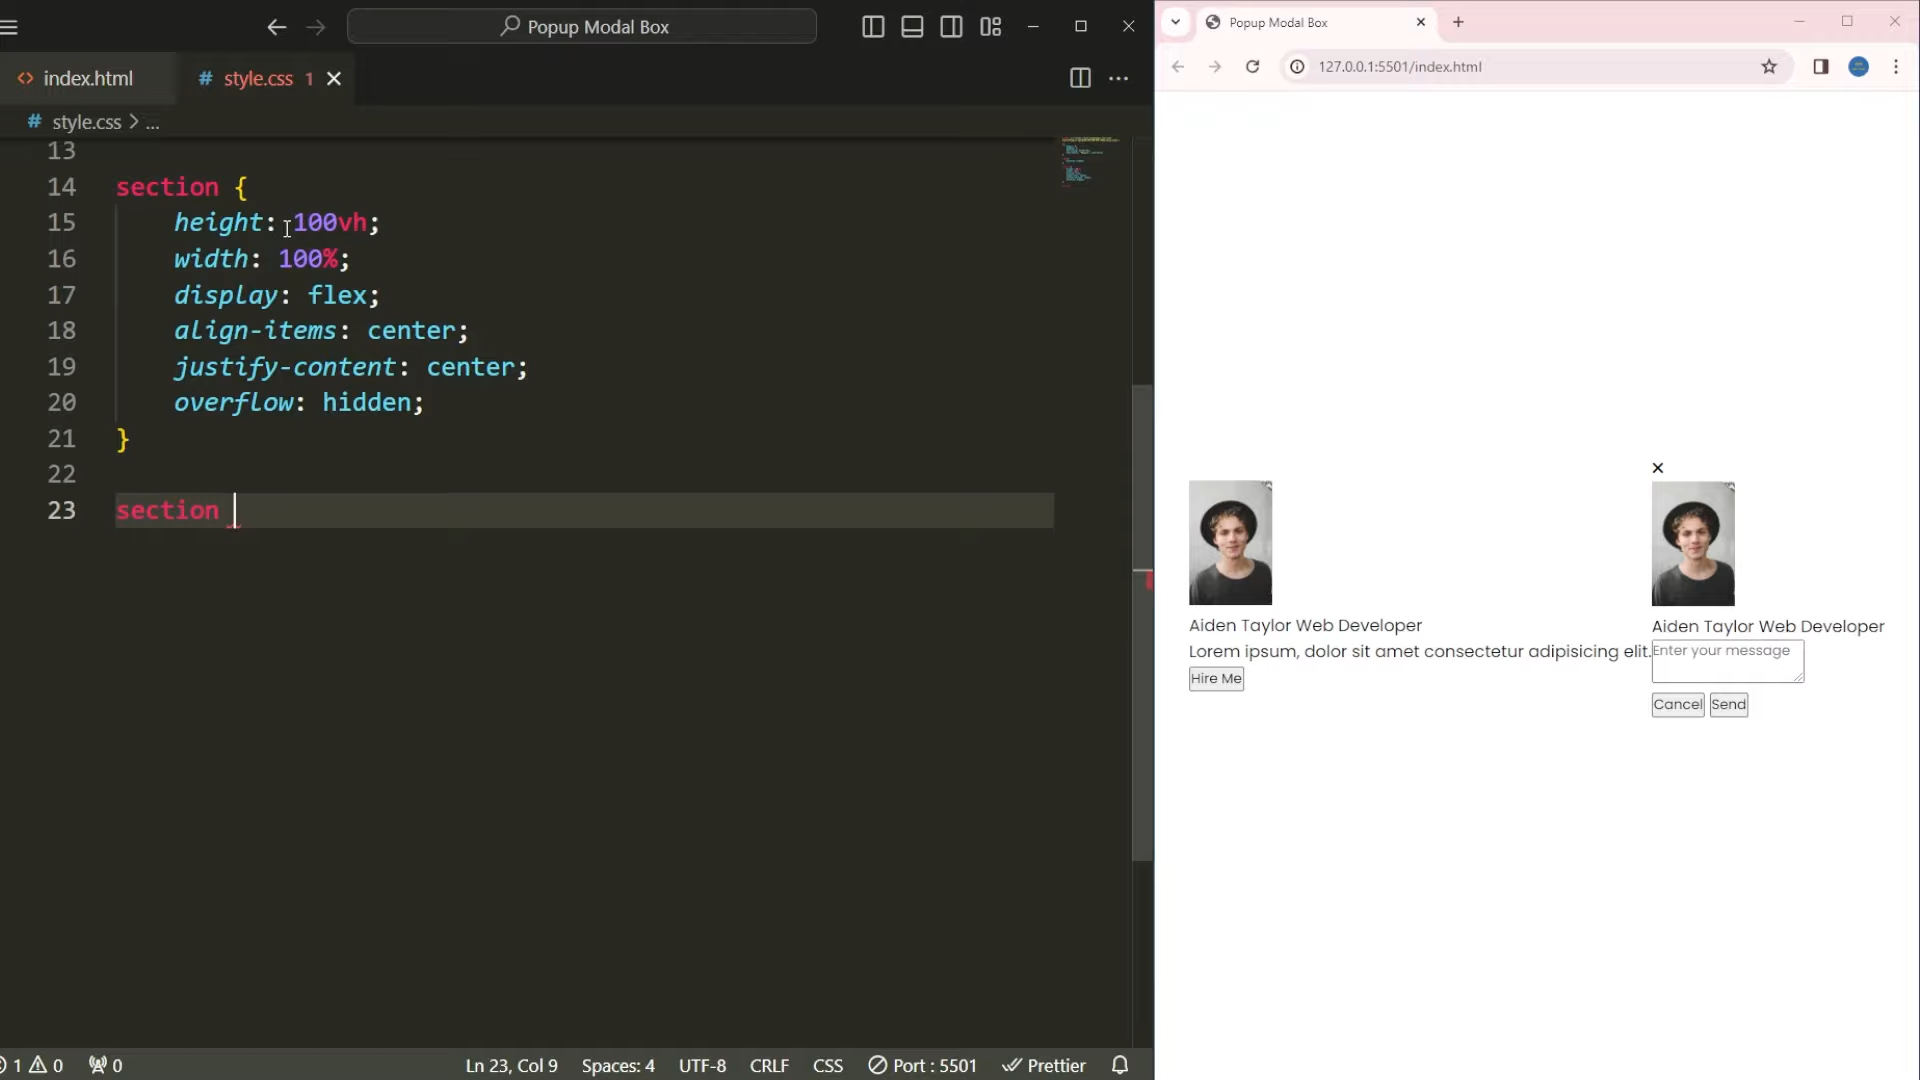 Popup Modal Box
index.html
style.css 1
style.css > ...
13
14 section {
15 height: 100vh;
16 width: 100%;
17 display: flex;
18 align-items: center;
19 justify-content: center;
20 overflow: hidden;
21 }
22
23 section
1 0 0
Ln 23, Col 9 Spaces: 4 UTF-8 CRLF CSS Port : 5501 Prettier
Popup Modal Box
127.0.0.1:5501/index.html
Aiden Taylor Web Developer
Lorem ipsum, dolor sit amet consectetur adipisicing elit.
Hire Me
Aiden Taylor Web Developer
Enter your message
Cancel Send